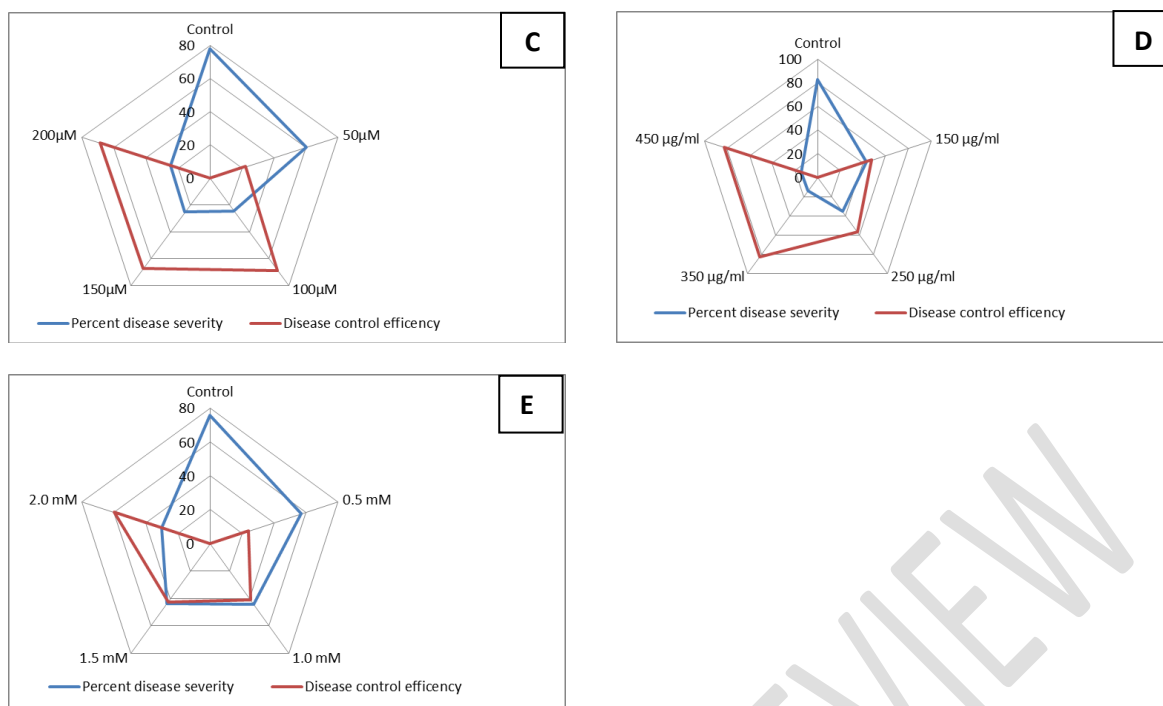 C
Control
80
60
40
20
0
50µM
100µM
150µM
200µM
Percent disease severity Disease control efficency
D
Control
100
80
60
40
20
0
150 µg/ml
250 µg/ml
350 µg/ml
450 µg/ml
Percent disease severity Disease control efficency
E
Control
80
60
40
20
0
0.5 mM
1.0 mM
1.5 mM
2.0 mM
Percent disease severity Disease control efficency
VIEW